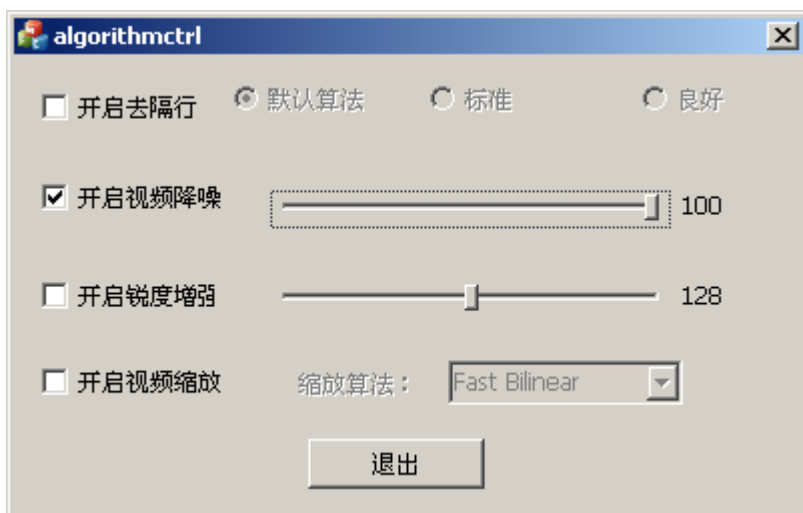 algorithmctrl
开启去隔行 默认算法 标准 良好
开启视频降噪 100
开启锐度增强 128
开启视频缩放 缩放算法： Fast Bilinear
退出